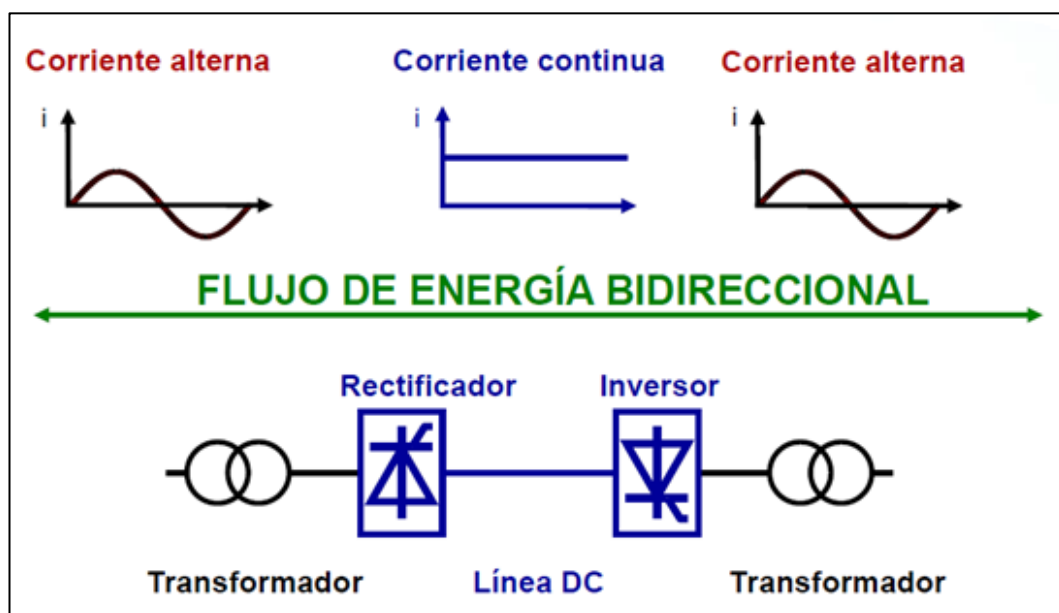 Corriente alterna Corriente continua Corriente alterna
i i i
FLUJO DE ENERGÍA BIDIRECCIONAL
Rectificador Inversor
Transformador Línea DC Transformador